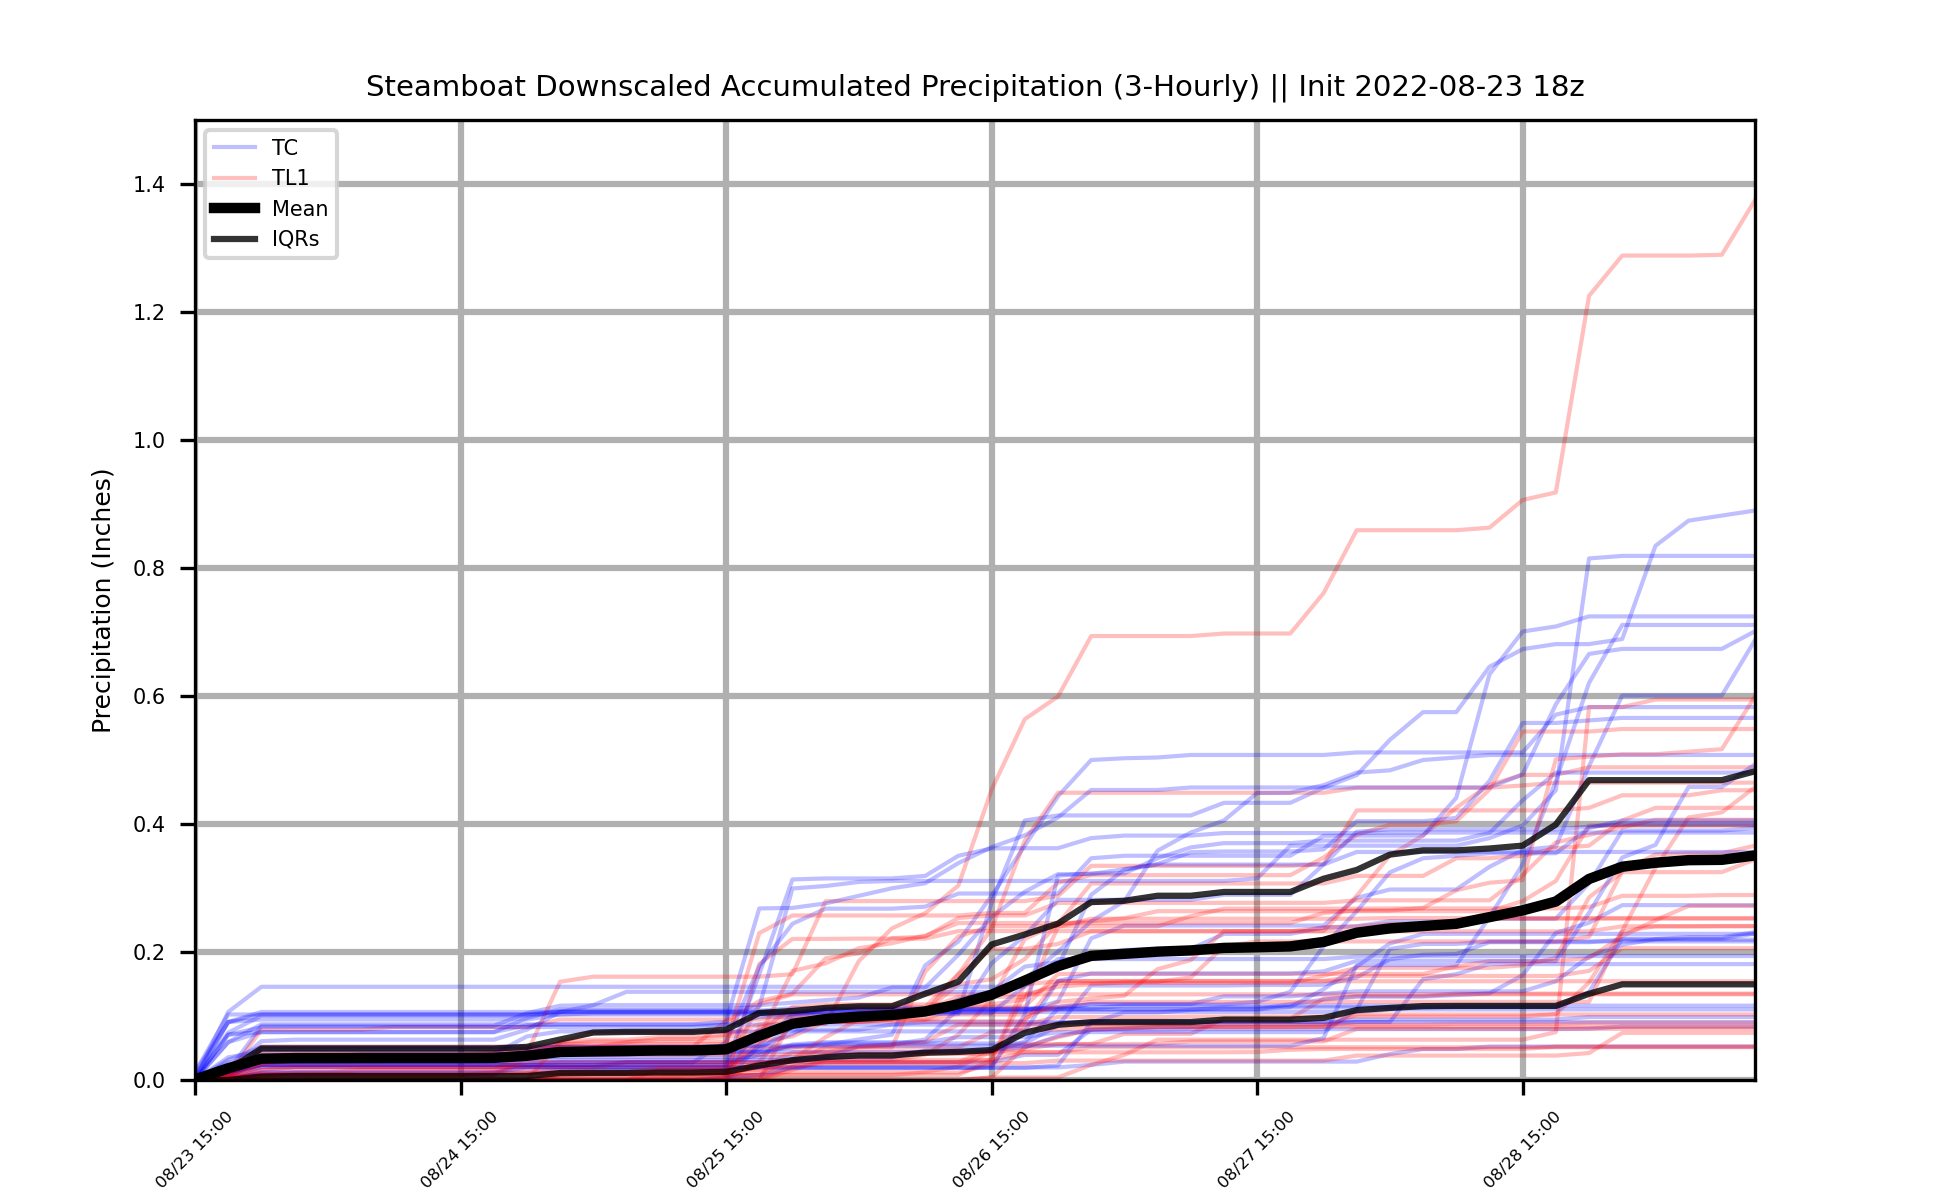 Steamboat Downscaled Accumulated Precipitation (3-Hourly) || Init 2022-08-23 18z
TC
TL1
Mean
IQRs
Precipitation (Inches)
1.4
1.2
1.0
0.8
0.6
0.4
0.2
0.0
08/23 15:00
08/24 15:00
08/25 15:00
08/26 15:00
08/27 15:00
08/28 15:00